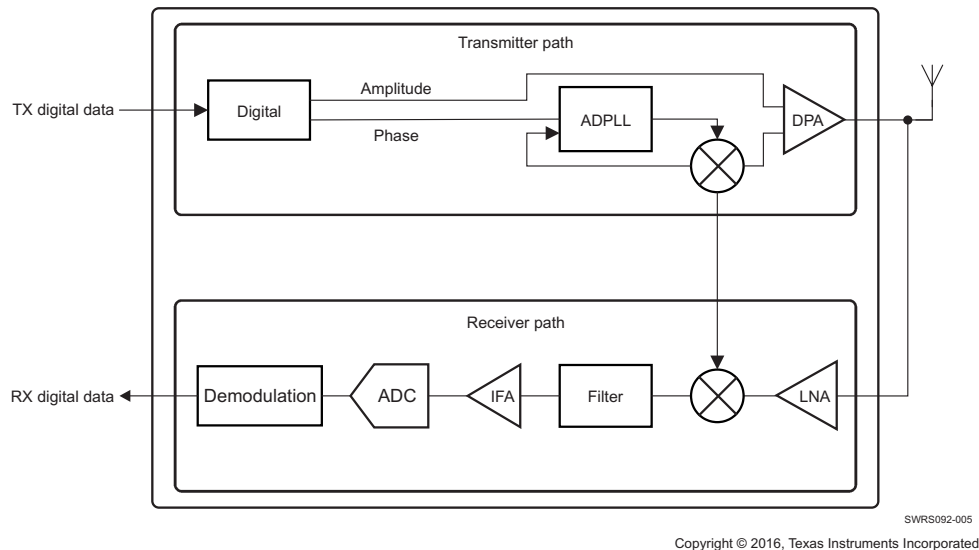 Transmitter path
Amplitude
TX digital data
Digital
ADPLL
DPA
Phase
Receiver path
RX digital data
Demodulation
ADC
IFA
Filter
LNA
SWRS092-005
Copyright © 2016, Texas Instruments Incorporated